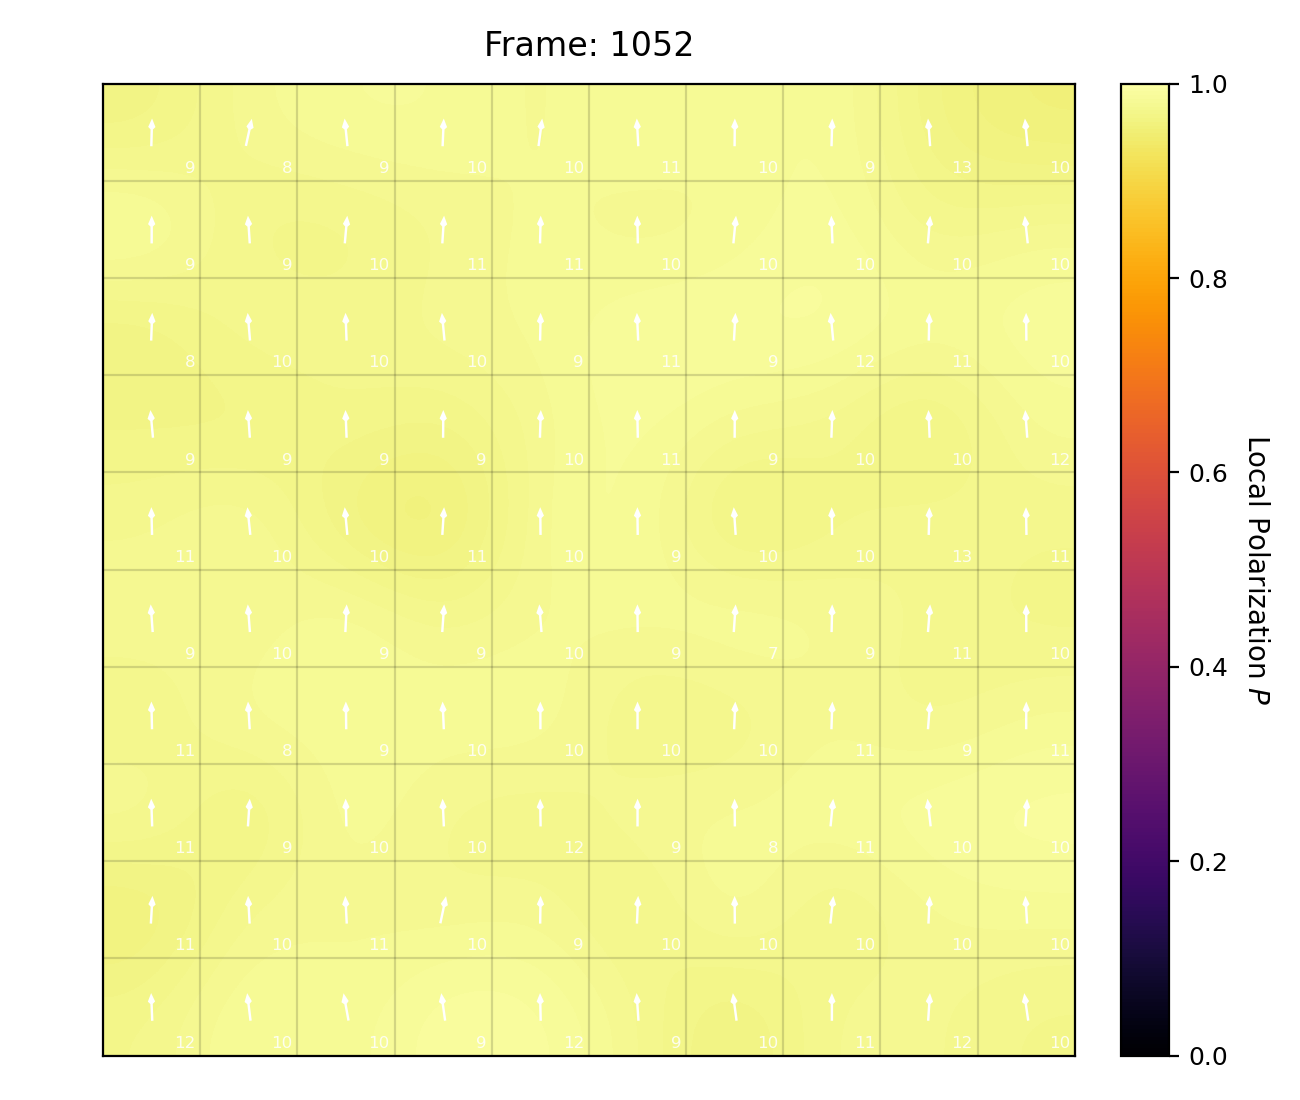 Frame: 1052
9 8 9 10 10 11 10 9 13 10
9 9 10 11 11 10 10 10 10 10
8 10 10 10 9 11 9 12 11 10
9 9 9 9 10 11 9 10 10 12
11 10 10 11 10 9 10 10 13 11
9 10 9 9 10 9 7 9 11 10
11 8 9 10 10 10 10 11 9 11
11 9 10 10 12 9 8 11 10 10
11 10 11 10 9 10 10 10 10 10
12 10 10 9 12 9 10 11 12 10
1.0
0.8
0.6
0.4
0.2
0.0
Local Polarization P